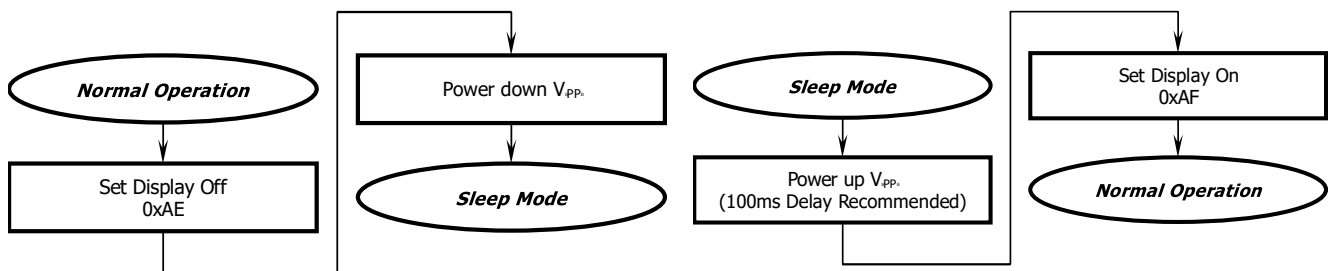 Normal Operation
Set Display Off
0xAE
Power down V
Sleep Mode
Sleep Mode
Power up V
(100ms Delay Recommended)
Set Display On
0xAF
Normal Operation